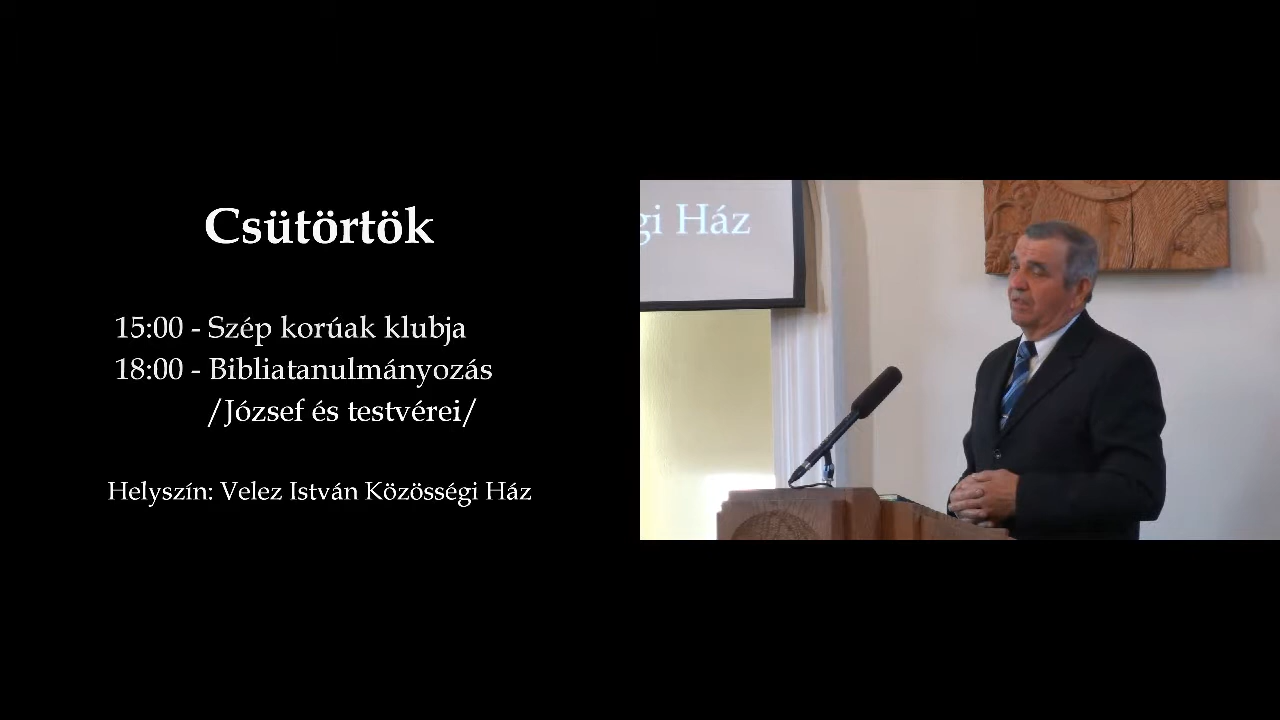 Csütörtök
15:00 - Szép korúak klubja
18:00 - Bibliatanulmányozás
/József és testvérei/
Helyszín: Velez István Közösségi Ház
gi Ház